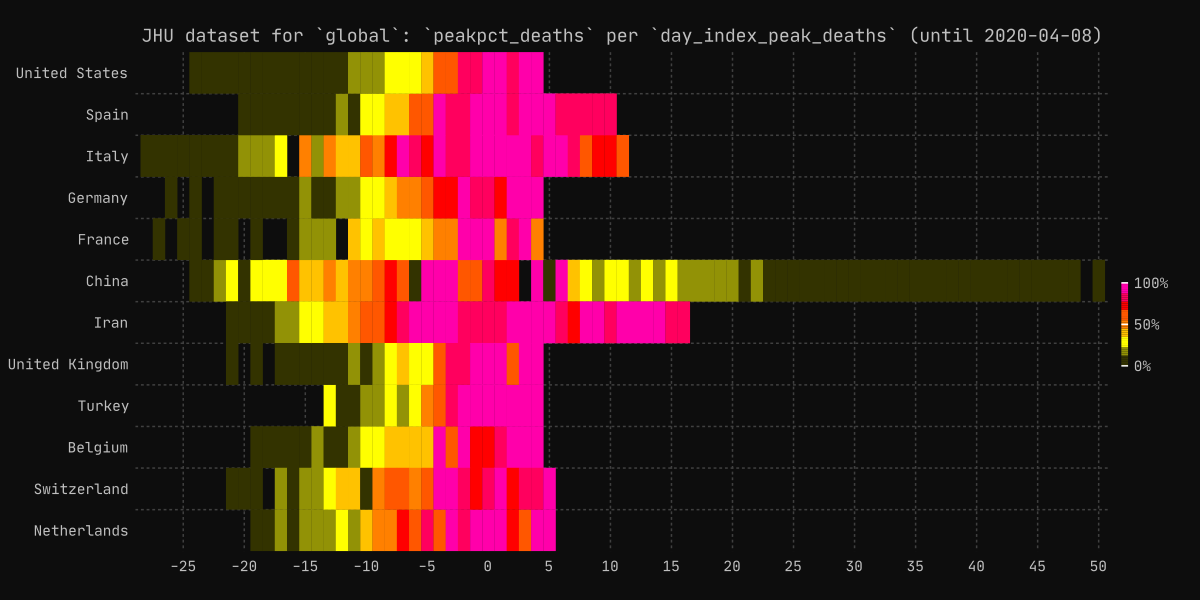 JHU dataset for `global`: `peakpct_deaths` per `day_index_peak_deaths` (until 2020-04-08)
United States
Spain
Italy
Germany
France
China
Iran
United Kingdom
Turkey
Belgium
Switzerland
Netherlands
100%
50%
0%
-25 -20 -15 -10 -5 0 5 10 15 20 25 30 35 40 45 50